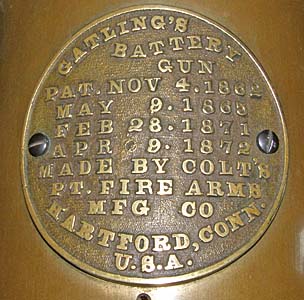 GATLING'S
BATTERY
GUN
PAT. NOV 4.1862
MAY 9.1865
FEB 28.1871
APR 9.1872
MADE BY COLT'S
PT. FIRE ARMS
MFG CO
HARTFORD, CONN.
U.S.A.